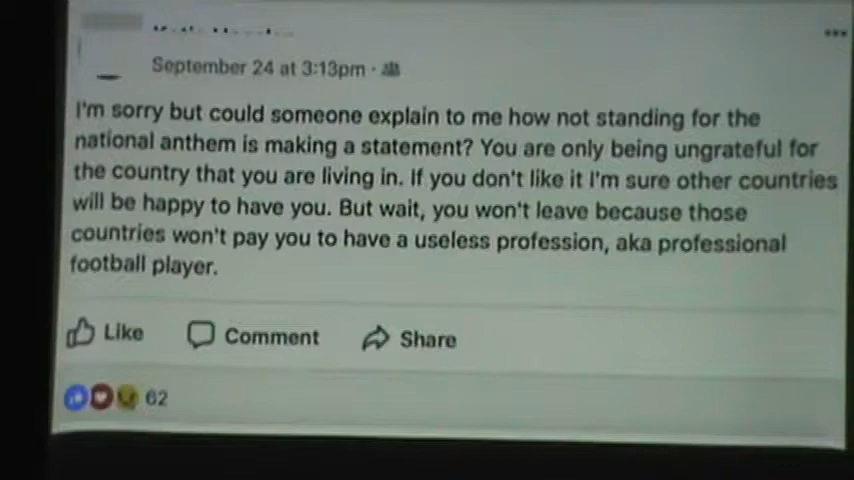 September 24 at 3:13pm ·
I'm sorry but could someone explain to me how not standing for the
national anthem is making a statement? You are only being ungrateful for
the country that you are living in. If you don't like it I'm sure other countries
will be happy to have you. But wait, you won't leave because those
countries won't pay you to have a useless profession, aka professional
football player.
Like Comment Share
62